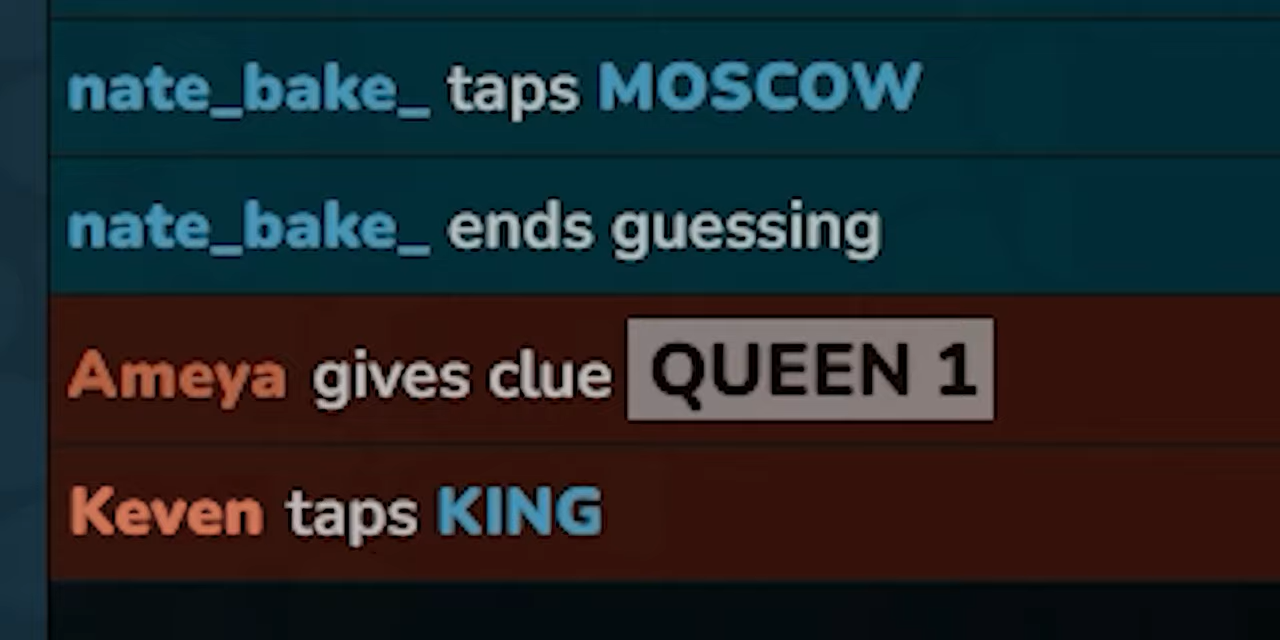 nate_bake_ taps MOSCOW
nate_bake_ ends guessing
Ameya gives clue QUEEN 1
Keven taps KING